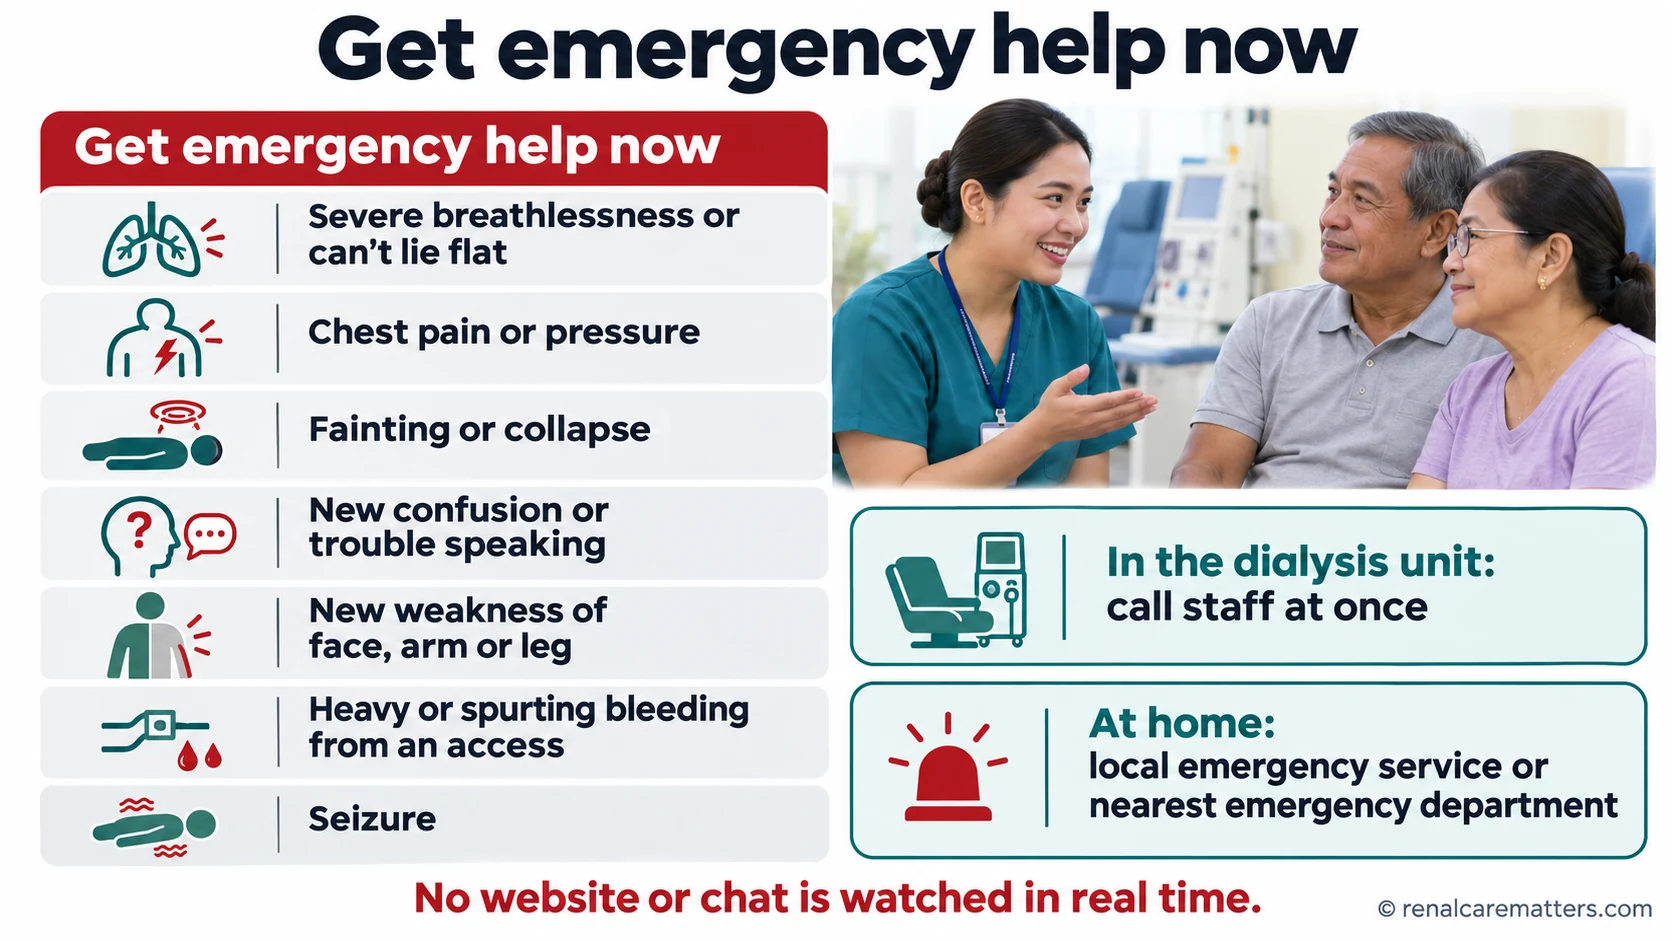 Get emergency help now
Get emergency help now
Severe breathlessness or
can't lie flat
Chest pain or pressure
Fainting or collapse
?
New confusion or
trouble speaking
New weakness of
face, arm or leg
Heavy or spurting bleeding
from an access
Seizure
In the dialysis unit:
call staff at once
At home:
local emergency service or
nearest emergency department
No website or chat is watched in real time.
© renalcarematters.com